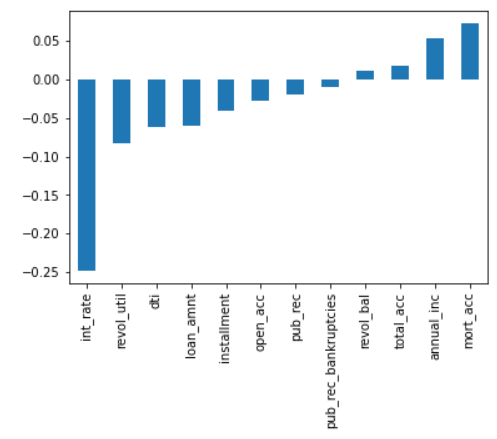 0.05
0.00
−0.05
−0.10
−0.15
−0.20
−0.25
int_rate
revol_util
dti
loan_amnt
installment
open_acc
pub_rec
pub_rec_bankruptcies
revol_bal
total_acc
annual_inc
mort_acc